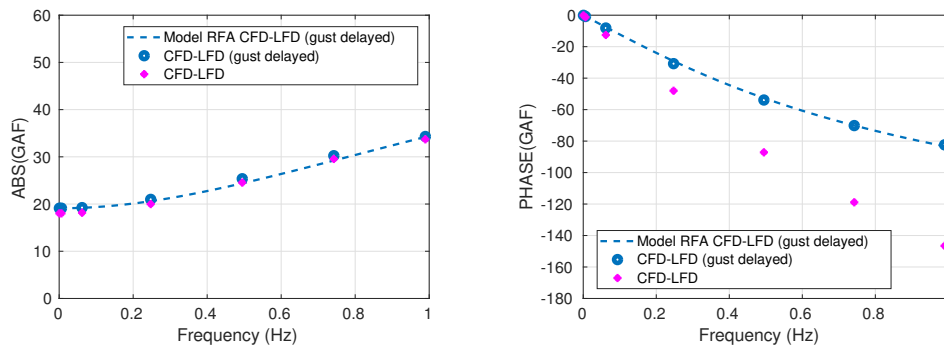 60
50
40
30
20
10
0
ABS(GAF)
Model RFA CFD-LFD (gust delayed)
CFD-LFD (gust delayed)
CFD-LFD
0 0.2 0.4 0.6 0.8 1
Frequency (Hz)
0
-20
-40
-60
-80
-100
-120
-140
-160
-180
PHASE(GAF)
Model RFA CFD-LFD (gust delayed)
CFD-LFD (gust delayed)
CFD-LFD
0 0.2 0.4 0.6 0.8
Frequency (Hz)